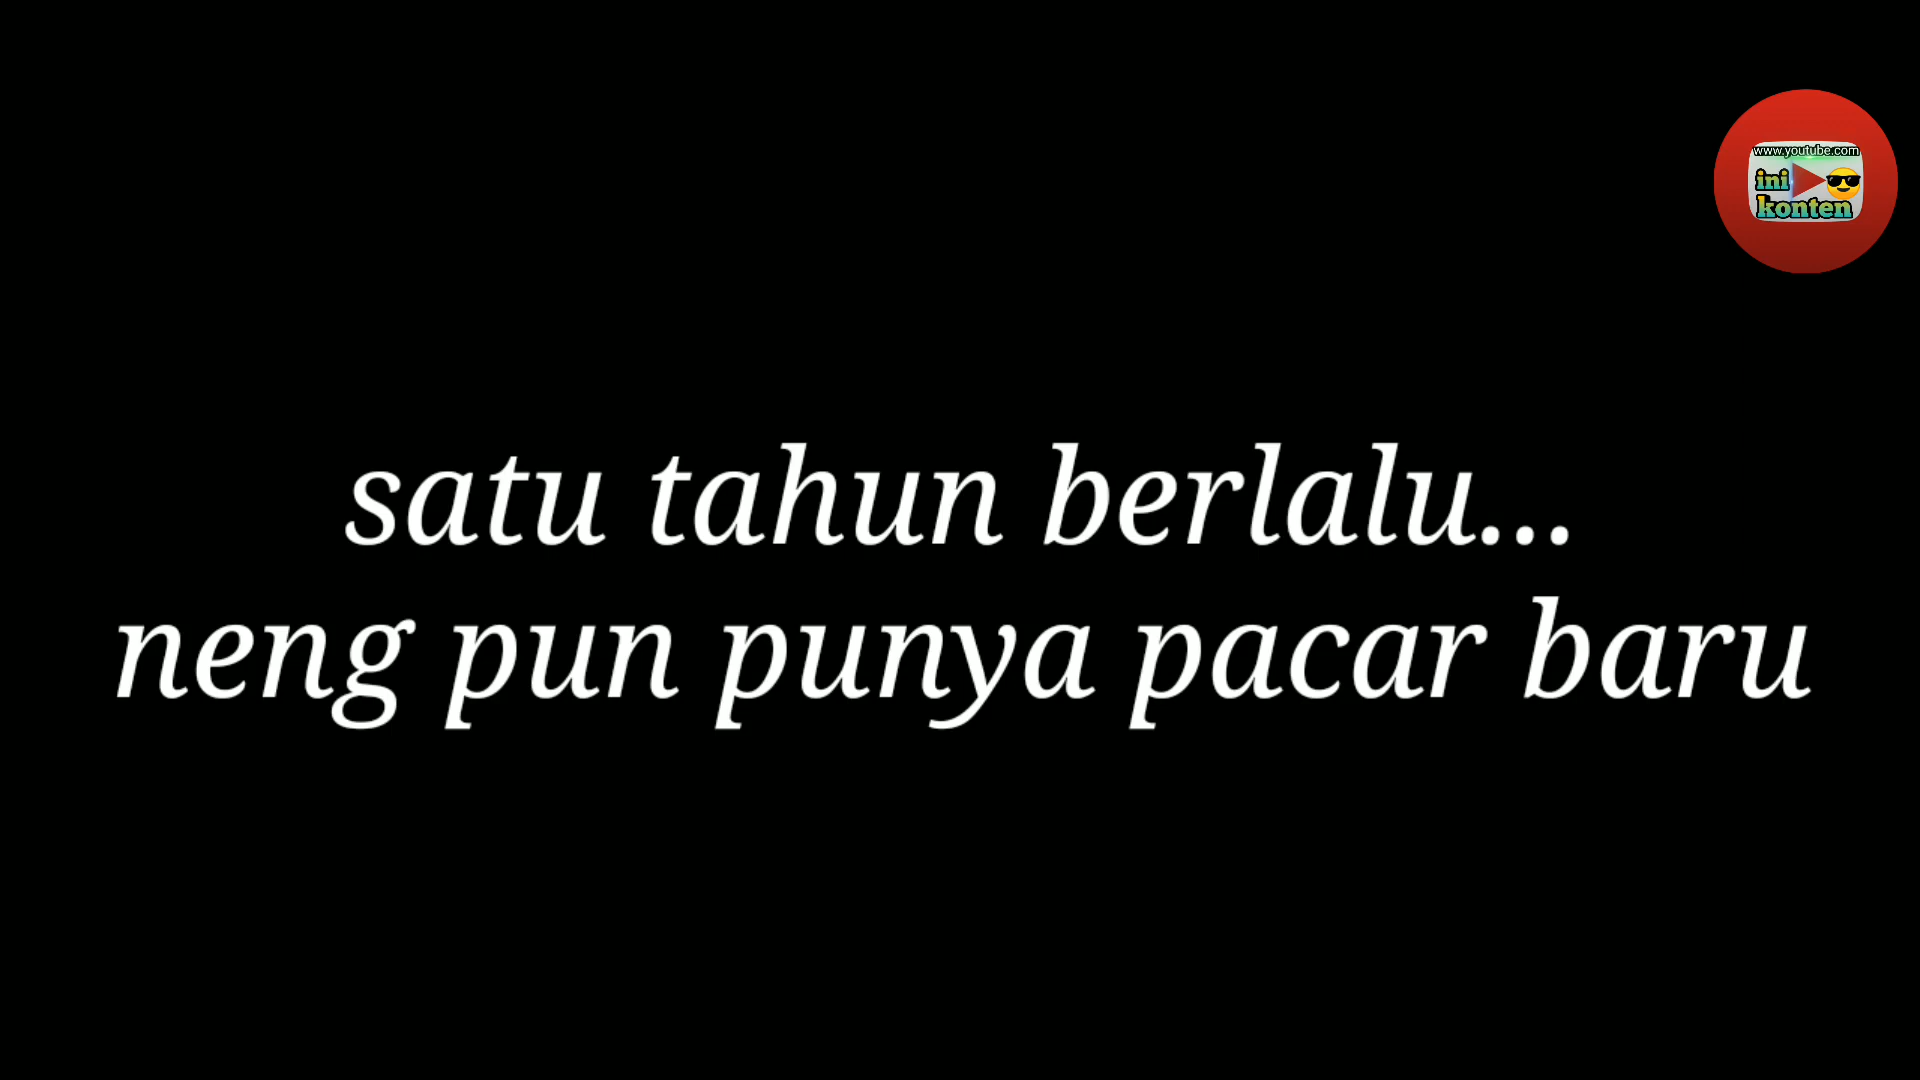 www.youtube.com
ini
konten
satu tahun berlalu...
neng pun punya pacar baru